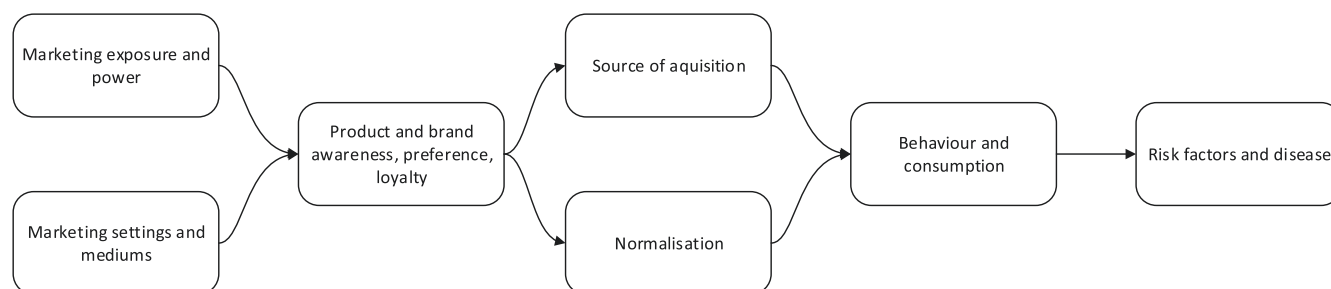 Marketing exposure and
power
Marketing settings and
mediums
Product and brand
awareness, preference,
loyalty
Source of aquisition
Normalisation
Behaviour and
consumption
Risk factors and disease